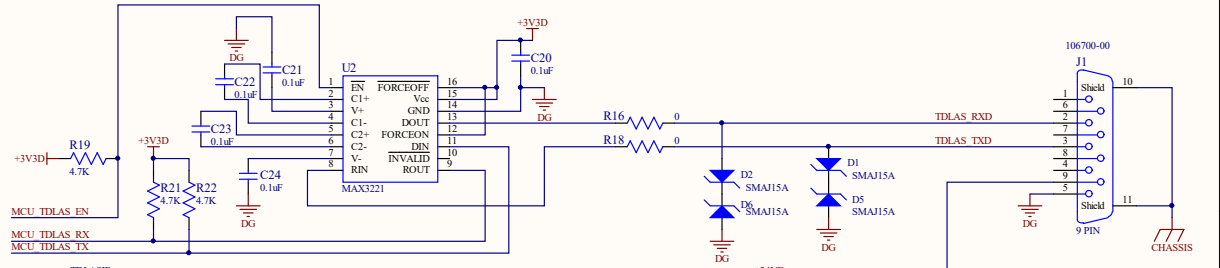 +3V3D
106700-00
J1
DG
C21
0.1uF
C22
0.1uF
C20
0.1uF
U2
1
EN
FORCEOFF
16
2
C1+
Vcc
15
3
V+
GND
14
4
C1-
DOUT
13
5
C2+
FORCEON
12
6
C2-
DIN
11
7
V-
INVALID
10
8
RIN
ROUT
9
MAX3221
DG
C23
0.1uF
R19
+3V3D
4.7K
+3V3D
R21
4.7K
R22
4.7K
C24
0.1uF
DG
R16
0
TDLAS_RXD
R18
0
TDLAS_TXD
D2
SMAJ15A
D6
SMAJ15A
DG
D1
SMAJ15A
D5
SMAJ15A
DG
Shield
10
1
6
2
7
3
8
4
9
5
Shield
11
DG
9 PIN
CHASSIS
MCU_TDLAS_EN
MCU_TDLAS_RX
MCU_TDLAS_TX